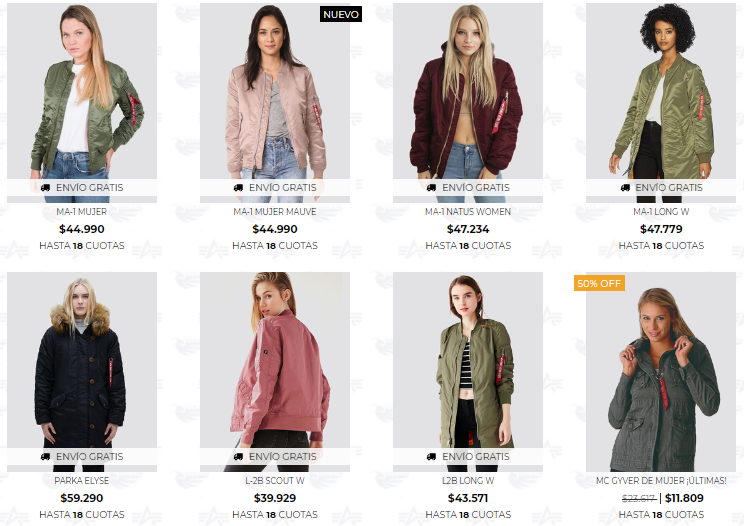 NUEVO
ENVÍO GRATIS
ENVÍO GRATIS
ENVÍO GRATIS
ENVÍO GRATIS
MA-1 MUJER
MA-1 MUJER MAUVE
MA-1 NATUS WOMEN
MA-1 LONG W
$44.990
$44.990
$47.234
$47.779
HASTA 18 CUOTAS
HASTA 18 CUOTAS
HASTA 18 CUOTAS
HASTA 18 CUOTAS
50% OFF
ENVÍO GRATIS
ENVÍO GRATIS
ENVÍO GRATIS
PARKA ELYSE
L-2B SCOUT W
L2B LONG W
MC GYVER DE MUJER ¡ÚLTIMAS!
$59.290
$39.929
$43.571
$23.617 | $11.809
HASTA 18 CUOTAS
HASTA 18 CUOTAS
HASTA 18 CUOTAS
HASTA 18 CUOTAS